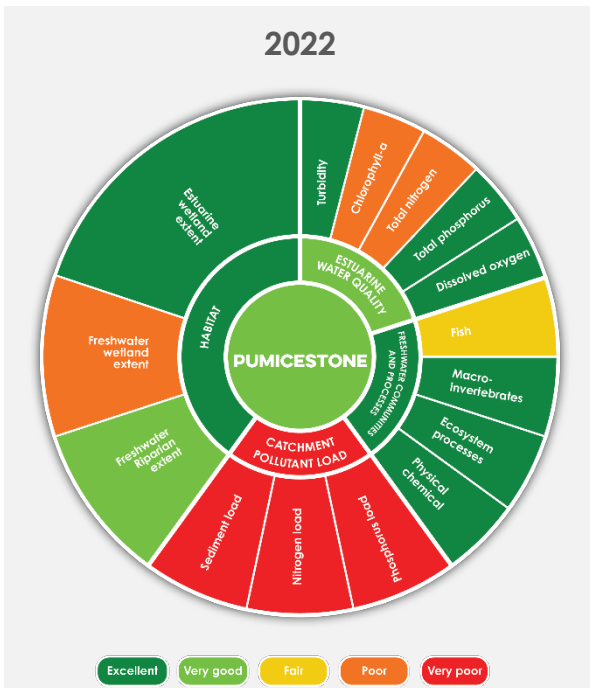 2022
Turbidity
Chlorophyll-a
Total nitrogen
Total phosphorus
Dissolved oxygen
ESTUARINE
WATER QUALITY
Fish
Macro-
invertebrates
Ecosystem
processes
Physical
chemical
FRESHWATER COMMUNITIES
AND PROCESSES
Phosphorus load
Nitrogen load
Sediment load
CATCHMENT
POLLUTANT LOAD
Freshwater
Riparian
extent
Freshwater
wetland
extent
Estuarine
wetland
extent
HABITAT
PUMICESTONE
Excellent
Very good
Fair
Poor
Very poor